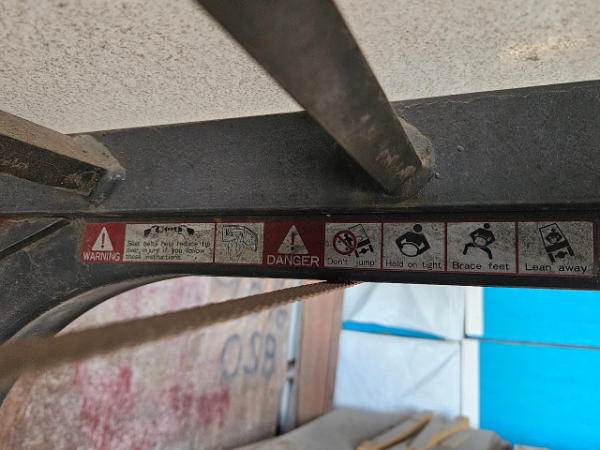 WARNING
Seat belts help reduce tip
over injury if you follow
these instructions.
DANGER
Don't jump
Hold on tight
Brace feet
Lean away
028